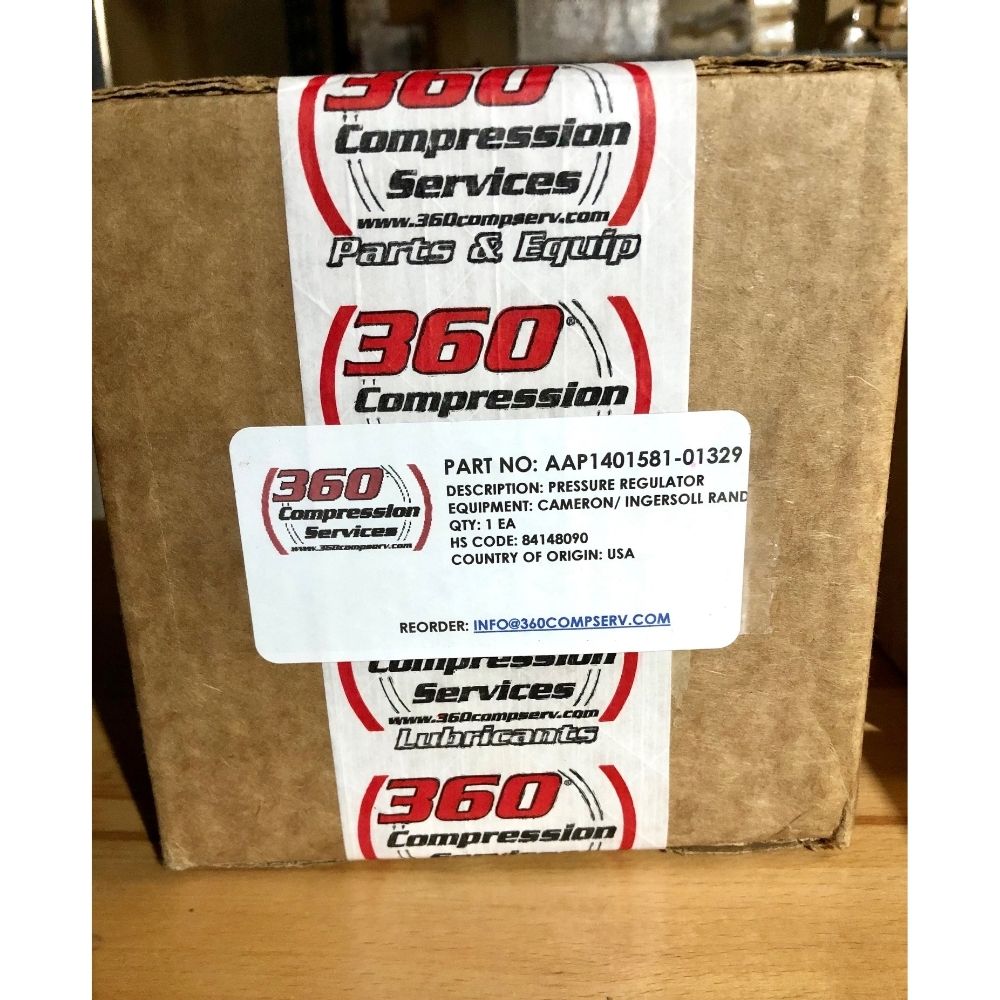 360
Compression
Services
www.360compserv.com
Parts & Equip
360®
Compression
360
Compression
Services
www.360compserv.com
PART NO: AAP1401581-01329
DESCRIPTION: PRESSURE REGULATOR
EQUIPMENT: CAMERON/ INGERSOLL RAND
QTY: 1 EA
HS CODE: 84148090
COUNTRY OF ORIGIN: USA
REORDER: INFO@360COMPSERV.COM
Compression
Services
www.360compserv.com
Lubricants
360®
Compression